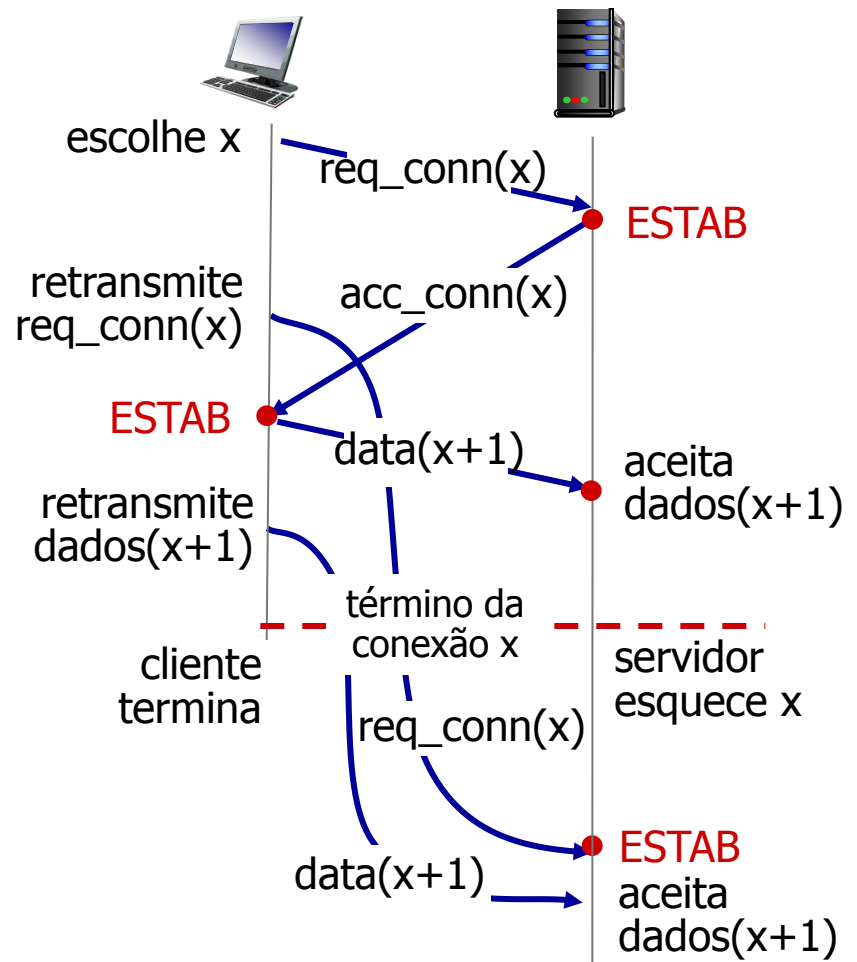 escolhe x
req_conn(x)
ESTAB
retransmite
req_conn(x)
acc_conn(x)
ESTAB
data(x+1)
aceita
dados(x+1)
retransmite
dados(x+1)
término da
conexão x
cliente
termina
servidor
esquece x
req_conn(x)
ESTAB
data(x+1)
aceita
dados(x+1)